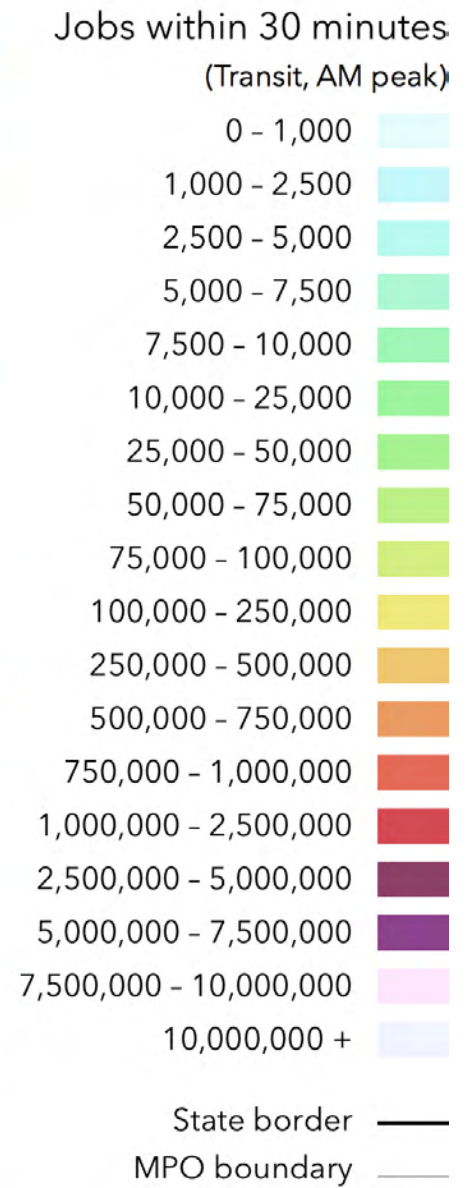 Jobs within 30 minutes
(Transit, AM peak)
0 – 1,000
1,000 – 2,500
2,500 – 5,000
5,000 – 7,500
7,500 – 10,000
10,000 – 25,000
25,000 – 50,000
50,000 – 75,000
75,000 – 100,000
100,000 – 250,000
250,000 – 500,000
500,000 – 750,000
750,000 – 1,000,000
1,000,000 – 2,500,000
2,500,000 – 5,000,000
5,000,000 – 7,500,000
7,500,000 – 10,000,000
10,000,000 +
State border
MPO boundary